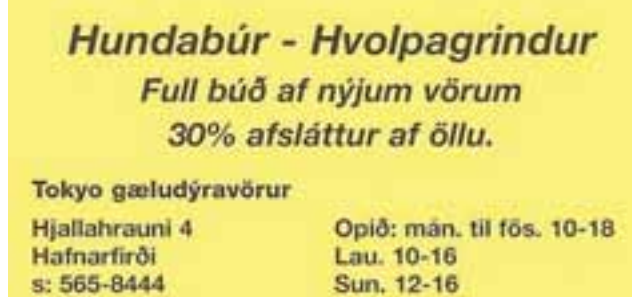 Hundabúr - Hvolpagrindur
Full búð af nýjum vörum
30% afsláttur af öllu.
Tokyo gæludýravörur
Hjallahrauni 4
Hafnarfirði
s: 565-8444
Opið: mán. til fös. 10-18
Lau. 10-16
Sun. 12-16